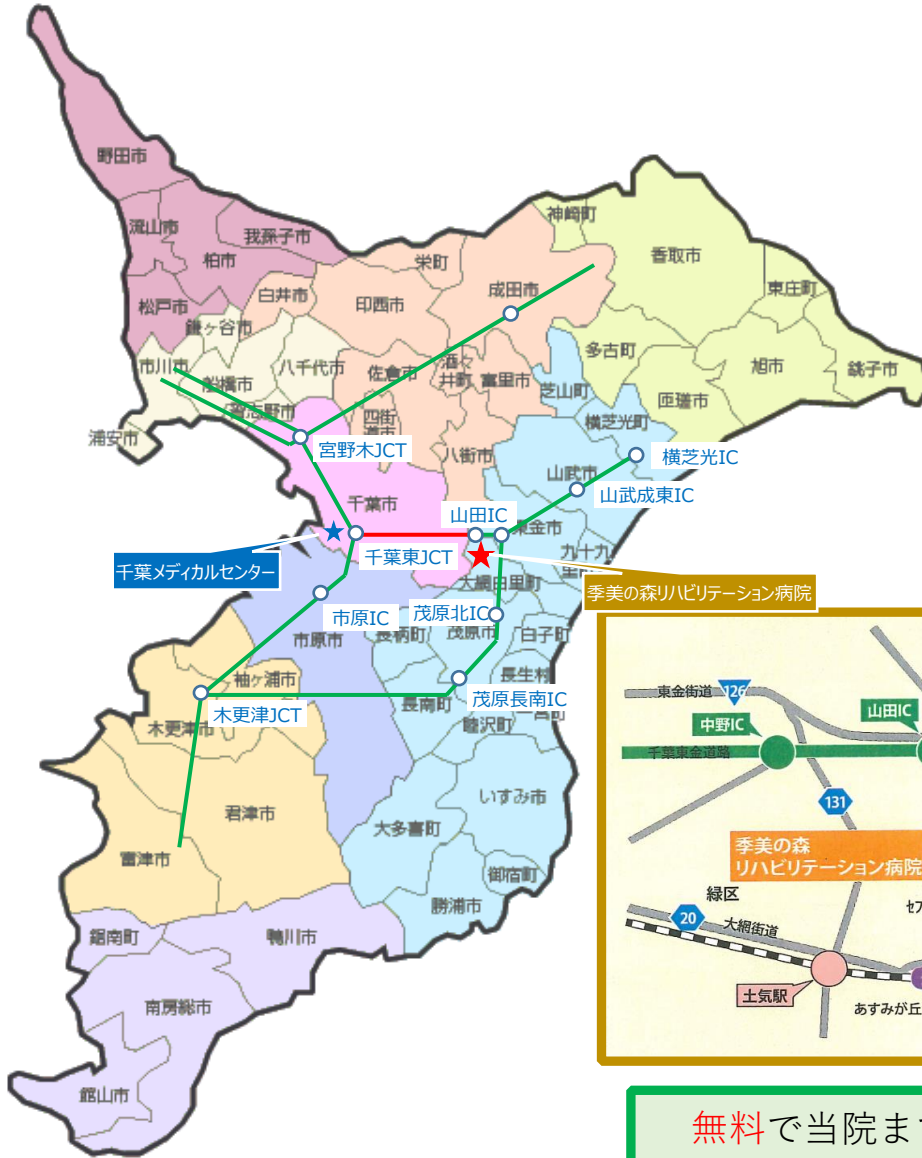 野田市
流山市
我孫子市
柏市
松戸市
鎌ヶ谷市
白井市
印西市
栄町
成田市
神崎町
香取市
東庄町
多古町
旭市
銚子市
匝瑳市
市川市
船橋市
八千代市
習志野市
浦安市
佐倉市
酒々
井町
富里市
四街
道市
八街市
芝山町
横芝光町
山武市
宮野木JCT
横芝光IC
山武成東IC
千葉市
山田IC
東金市
九十九
千葉メディカルセンター
千葉東JCT
大網白里町
季美の森リハビリテーション病院
市原IC
茂原北IC
市原市
長柄町
茂原市
白子町
長生村
袖ヶ浦市
木更津JCT
木更津市
長南町
茂原長南IC
睦沢町
いすみ市
君津市
大多喜町
富津市
御宿町
勝浦市
鋸南町
鴨川市
南房総市
館山市
東金街道
126
中野IC
山田IC
千葉東金道路
131
季美の森
リハビリテーション病院
緑区
20
大網街道
土気駅
あすみが丘
無料で当院ま